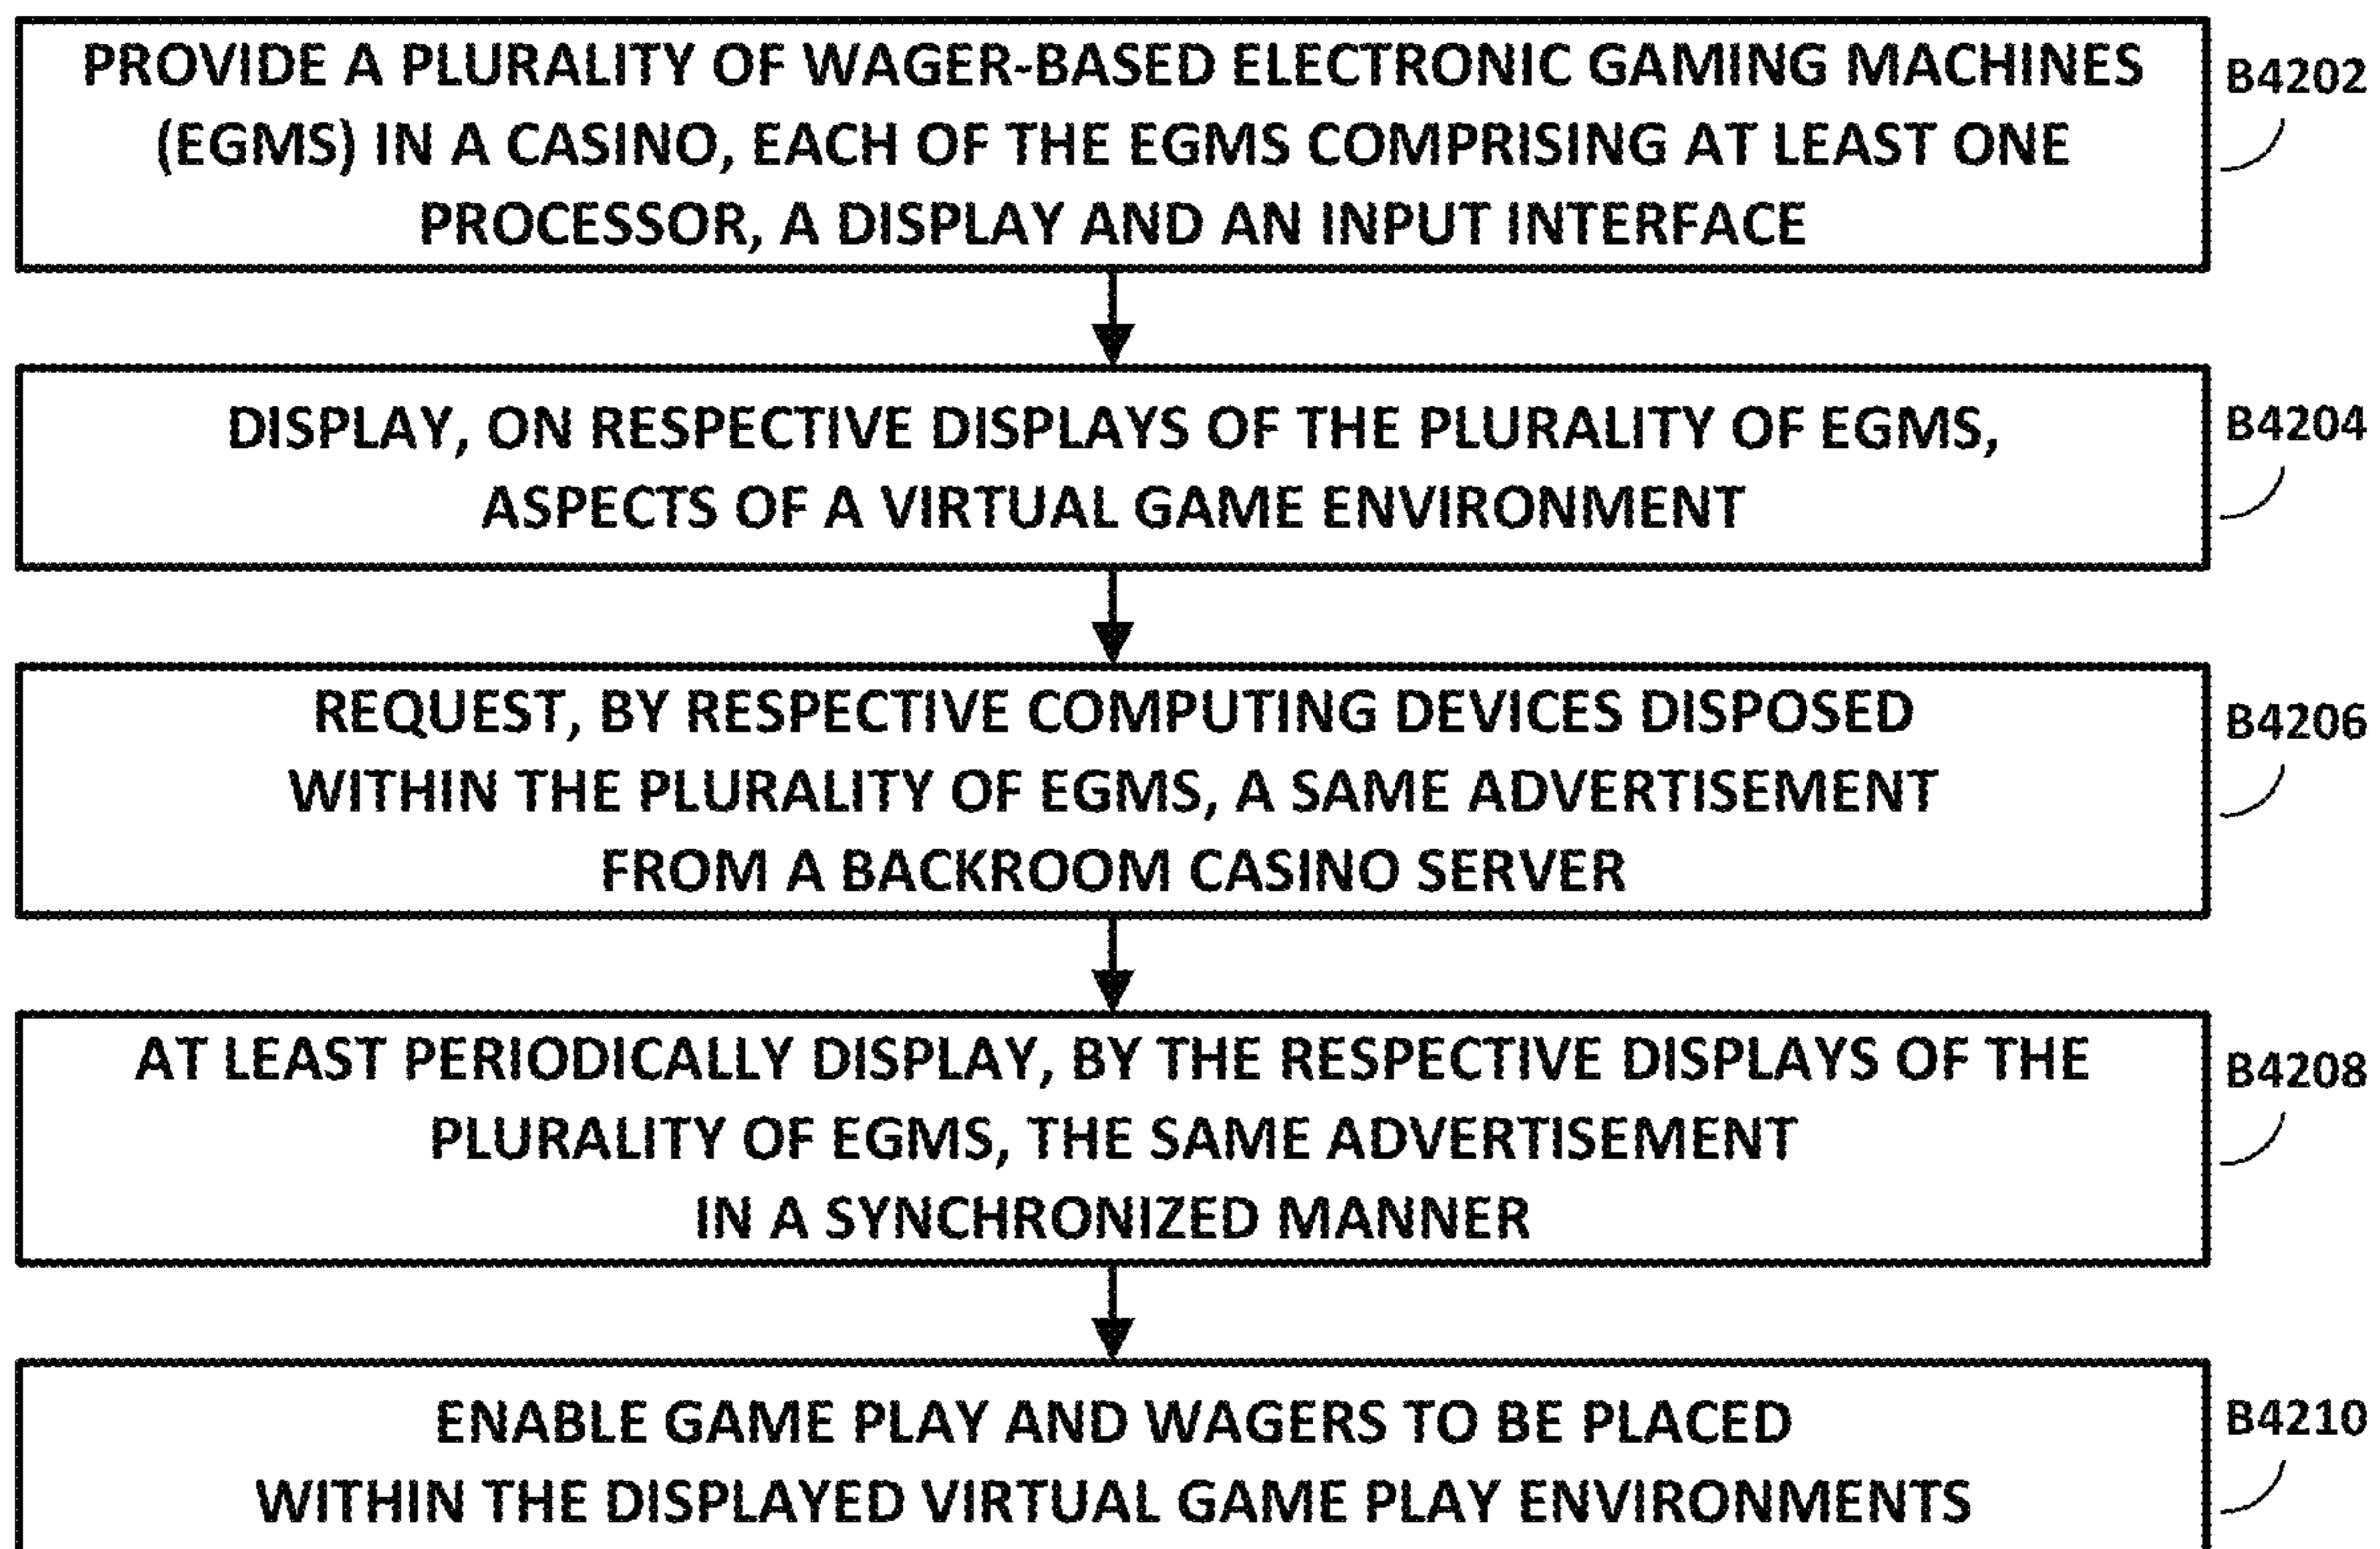 PROVIDE A PLURALITY OF WAGER-BASED ELECTRONIC GAMING MACHINES
(EGMS) IN A CASINO, EACH OF THE EGMS COMPRISING AT LEAST ONE
PROCESSOR, A DISPLAY AND AN INPUT INTERFACE
B4202
DISPLAY, ON RESPECTIVE DISPLAYS OF THE PLURALITY OF EGMS,
ASPECTS OF A VIRTUAL GAME ENVIRONMENT
B4204
REQUEST, BY RESPECTIVE COMPUTING DEVICES DISPOSED
WITHIN THE PLURALITY OF EGMS, A SAME ADVERTISEMENT
FROM A BACKROOM CASINO SERVER
B4206
AT LEAST PERIODICALLY DISPLAY, BY THE RESPECTIVE DISPLAYS OF THE
PLURALITY OF EGMS, THE SAME ADVERTISEMENT
IN A SYNCHRONIZED MANNER
B4208
ENABLE GAME PLAY AND WAGERS TO BE PLACED
WITHIN THE DISPLAYED VIRTUAL GAME PLAY ENVIRONMENTS
B4210